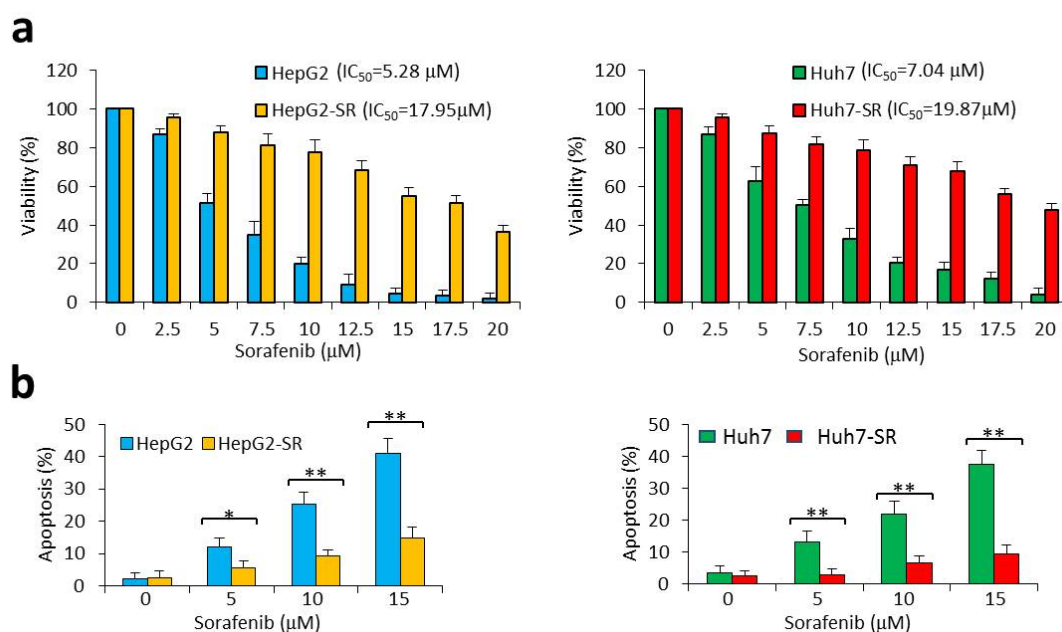 a
HepG2 (IC50=5.28 μM)
HepG2-SR (IC50=17.95μM)
Viability (%)
120
100
80
60
40
20
0
0 2.5 5 7.5 10 12.5 15 17.5 20
Sorafenib (μM)
Huh7 (IC50=7.04 μM)
Huh7-SR (IC50=19.87μM)
Viability (%)
120
100
80
60
40
20
0
0 2.5 5 7.5 10 12.5 15 17.5 20
Sorafenib (μM)
b
HepG2 HepG2-SR
Apoptosis (%)
50
40
30
20
10
0
*
**
**
0 5 10 15
Sorafenib (μM)
Huh7 Huh7-SR
Apoptosis (%)
50
40
30
20
10
0
**
**
**
0 5 10 15
Sorafenib (μM)